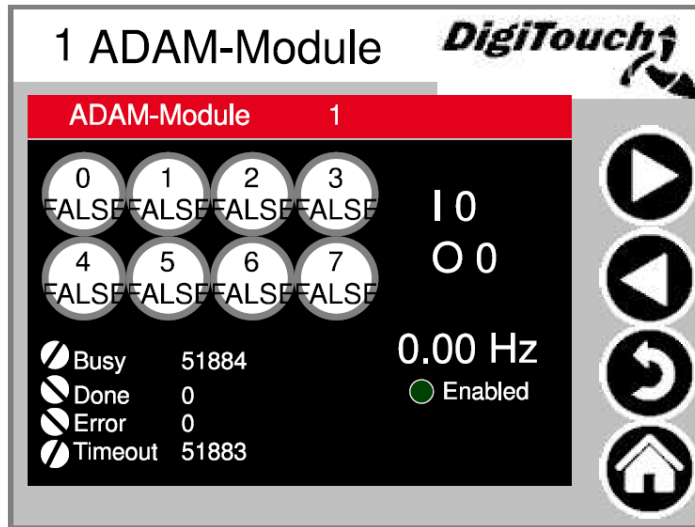 1 ADAM-Module
DigiTouch
ADAM-Module 1
0 1 2 3
FALSE FALSE FALSE FALSE
I 0
O 0
4 5 6 7
FALSE FALSE FALSE FALSE
Busy 51884
Done 0
Error 0
Timeout 51883
0.00 Hz
Enabled